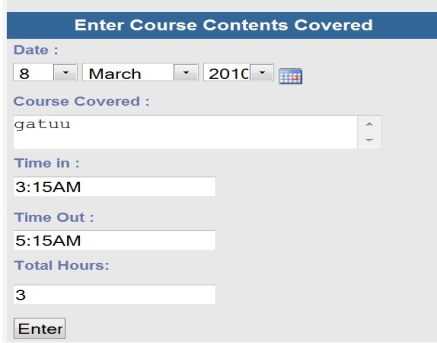 Enter Course Contents Covered
Date :
8 March 2010
Course Covered :
gatuu
Time in :
3:15AM
Time Out :
5:15AM
Total Hours:
3
Enter